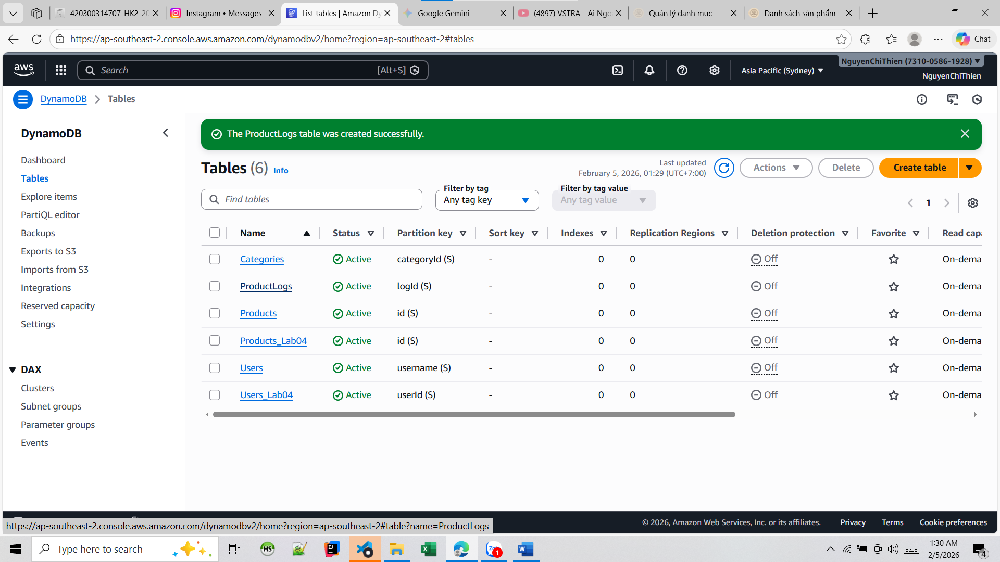 420300314707_HK2_20
Instagram • Messages
List tables | Amazon Dy
Google Gemini
(4897) VSTRA - Ai Ngo
Quản lý danh mục
Danh sách sản phẩm
https://ap-southeast-2.console.aws.amazon.com/dynamodbv2/home?region=ap-southeast-2#tables
Chat
aws
Search
[Alt+S]
Asia Pacific (Sydney)
NguyenChiThien (7310-0586-1928)
NguyenChiThien
DynamoDB
Tables
DynamoDB
Dashboard
Tables
Explore items
PartiQL editor
Backups
Exports to S3
Imports from S3
Integrations
Reserved capacity
Settings
DAX
Clusters
Subnet groups
Parameter groups
Events
The ProductLogs table was created successfully.
Tables (6) Info
Last updated
February 5, 2026, 01:29 (UTC+7:00)
Actions
Delete
Create table
Find tables
Filter by tag
Any tag key
Filter by tag value
Any tag value
1
Name Status Partition key Sort key Indexes Replication Regions Deletion protection Favorite Read capa
Categories Active categoryId (S) - 0 0 Off On-dema
ProductLogs Active logId (S) - 0 0 Off On-dema
Products Active id (S) - 0 0 Off On-dema
Products_Lab04 Active id (S) - 0 0 Off On-dema
Users Active username (S) - 0 0 Off On-dema
Users_Lab04 Active userId (S) - 0 0 Off On-dema
https://ap-southeast-2.console.aws.amazon.com/dynamodbv2/home?region=ap-southeast-2#table?name=ProductLogs
© 2026, Amazon Web Services, Inc. or its affiliates.
Privacy
Terms
Cookie preferences
Type here to search
HS
1
1:30 AM
2/5/2026
4